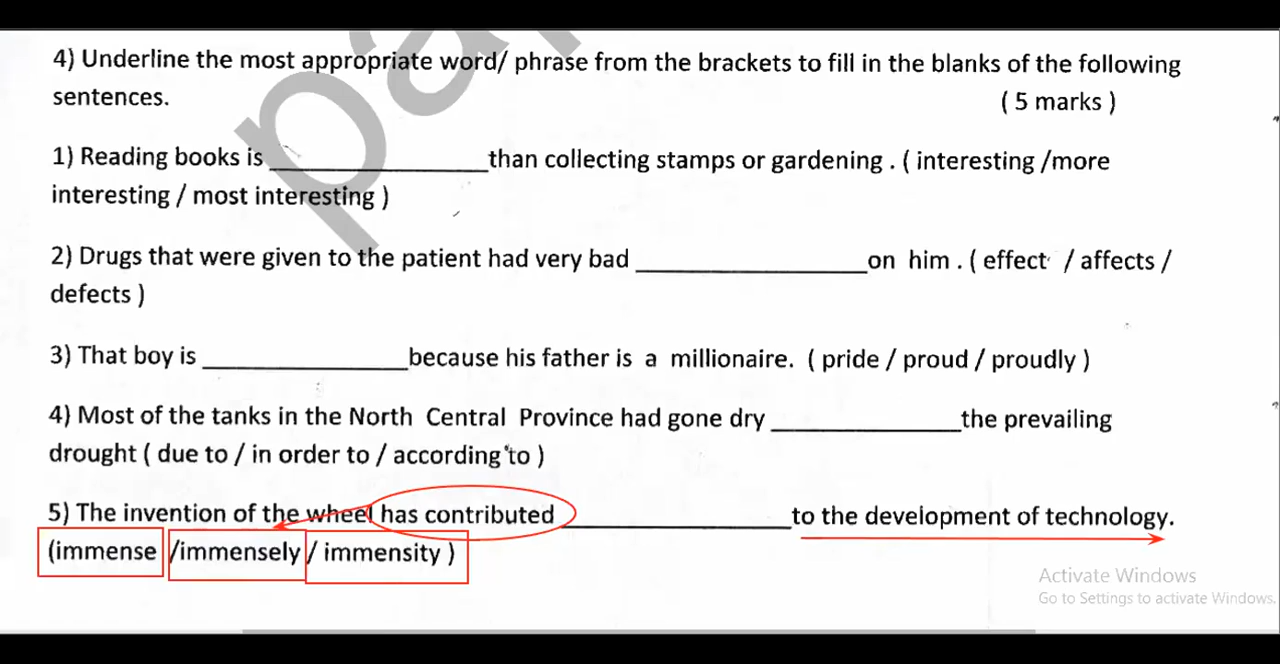 4) Underline the most appropriate word/ phrase from the brackets to fill in the blanks of the following
sentences. ( 5 marks )
1) Reading books is ________________ than collecting stamps or gardening . ( interesting /more
interesting / most interesting )
2) Drugs that were given to the patient had very bad ________________ on him . ( effect / affects /
defects )
3) That boy is ________________ because his father is a millionaire. ( pride / proud / proudly )
4) Most of the tanks in the North Central Province had gone dry ________________ the prevailing
drought ( due to / in order to / according to )
5) The invention of the wheel has contributed ________________ to the development of technology.
(immense /immensely / immensity )
Activate Windows
Go to Settings to activate Windows.